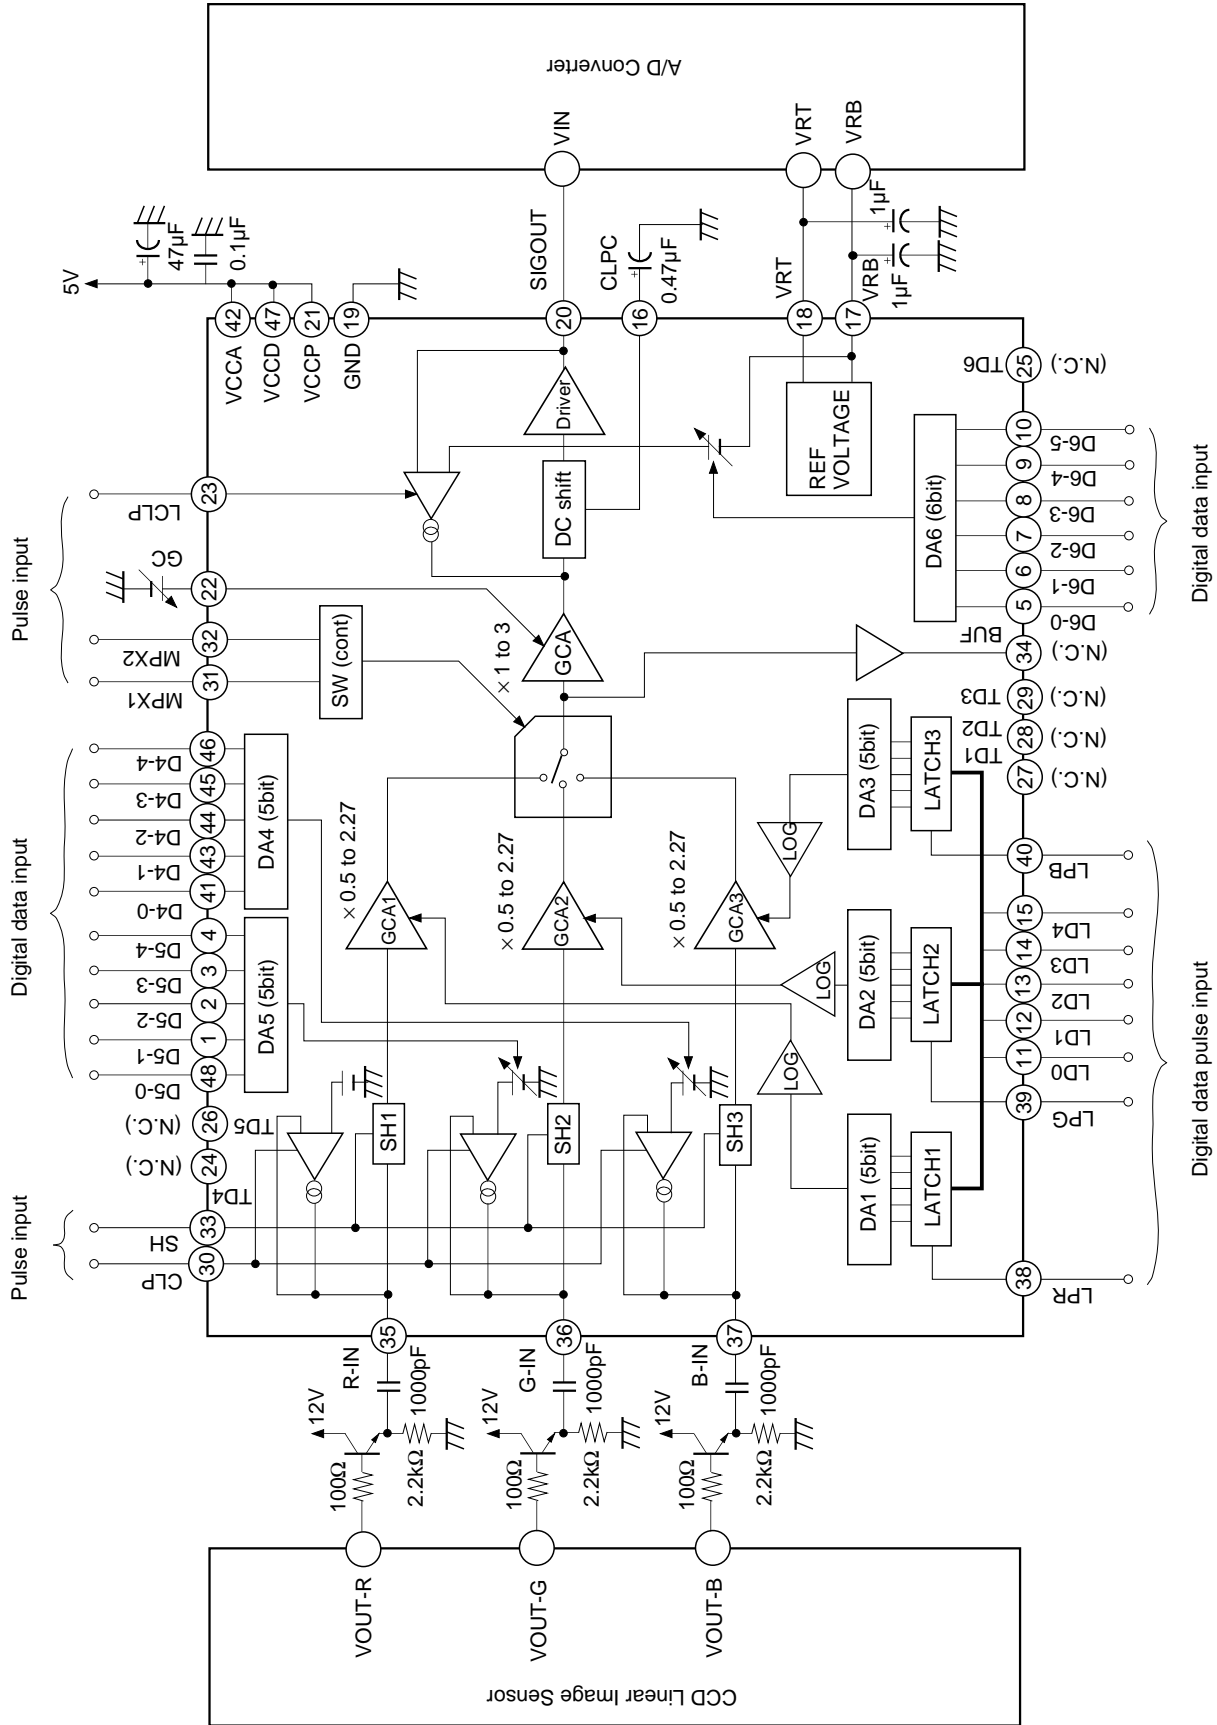 A/D Converter
VIN
VRT
VRB
5V
47µF
0.1µF
SIGOUT
CLPC
0.47µF
VRT
VRB
1µF
1µF
42
47
21
19
20
16
18
17
VCCA
VCCD
VCCP
GND
Pulse input
LCLP
23
GC
22
MPX2
32
MPX1
31
SW (cont)
Driver
DC shift
REF VOLTAGE
GCA
× 1 to 3
TD6
25
(N.C.)
DA6 (6bit)
10
9
8
7
6
5
D6-5
D6-4
D6-3
D6-2
D6-1
D6-0
Digital data input
BUF
34
(N.C.)
TD3
29
(N.C.)
TD2
28
(N.C.)
TD1
27
(N.C.)
Digital data input
D4-4
D4-3
D4-2
D4-1
D4-0
46
45
44
43
41
DA4 (5bit)
D5-4
D5-3
D5-2
D5-1
D5-0
4
3
2
1
48
DA5 (5bit)
× 0.5 to 2.27
GCA1
× 0.5 to 2.27
GCA2
× 0.5 to 2.27
GCA3
LOG
LOG
LOG
DA3 (5bit)
LATCH3
DA2 (5bit)
LATCH2
DA1 (5bit)
LATCH1
40
LPB
15
LD4
14
LD3
13
LD2
12
LD1
11
LD0
39
LPG
38
LPR
Digital data pulse input
(N.C.)
26
TD5
(N.C.)
24
TD4
Pulse input
SH
33
CLP
30
SH1
SH2
SH3
35
36
37
R-IN
1000pF
12V
100Ω
2.2kΩ
G-IN
1000pF
12V
100Ω
2.2kΩ
B-IN
1000pF
12V
100Ω
2.2kΩ
VOUT-R
VOUT-G
VOUT-B
CCD Linear Image Sensor